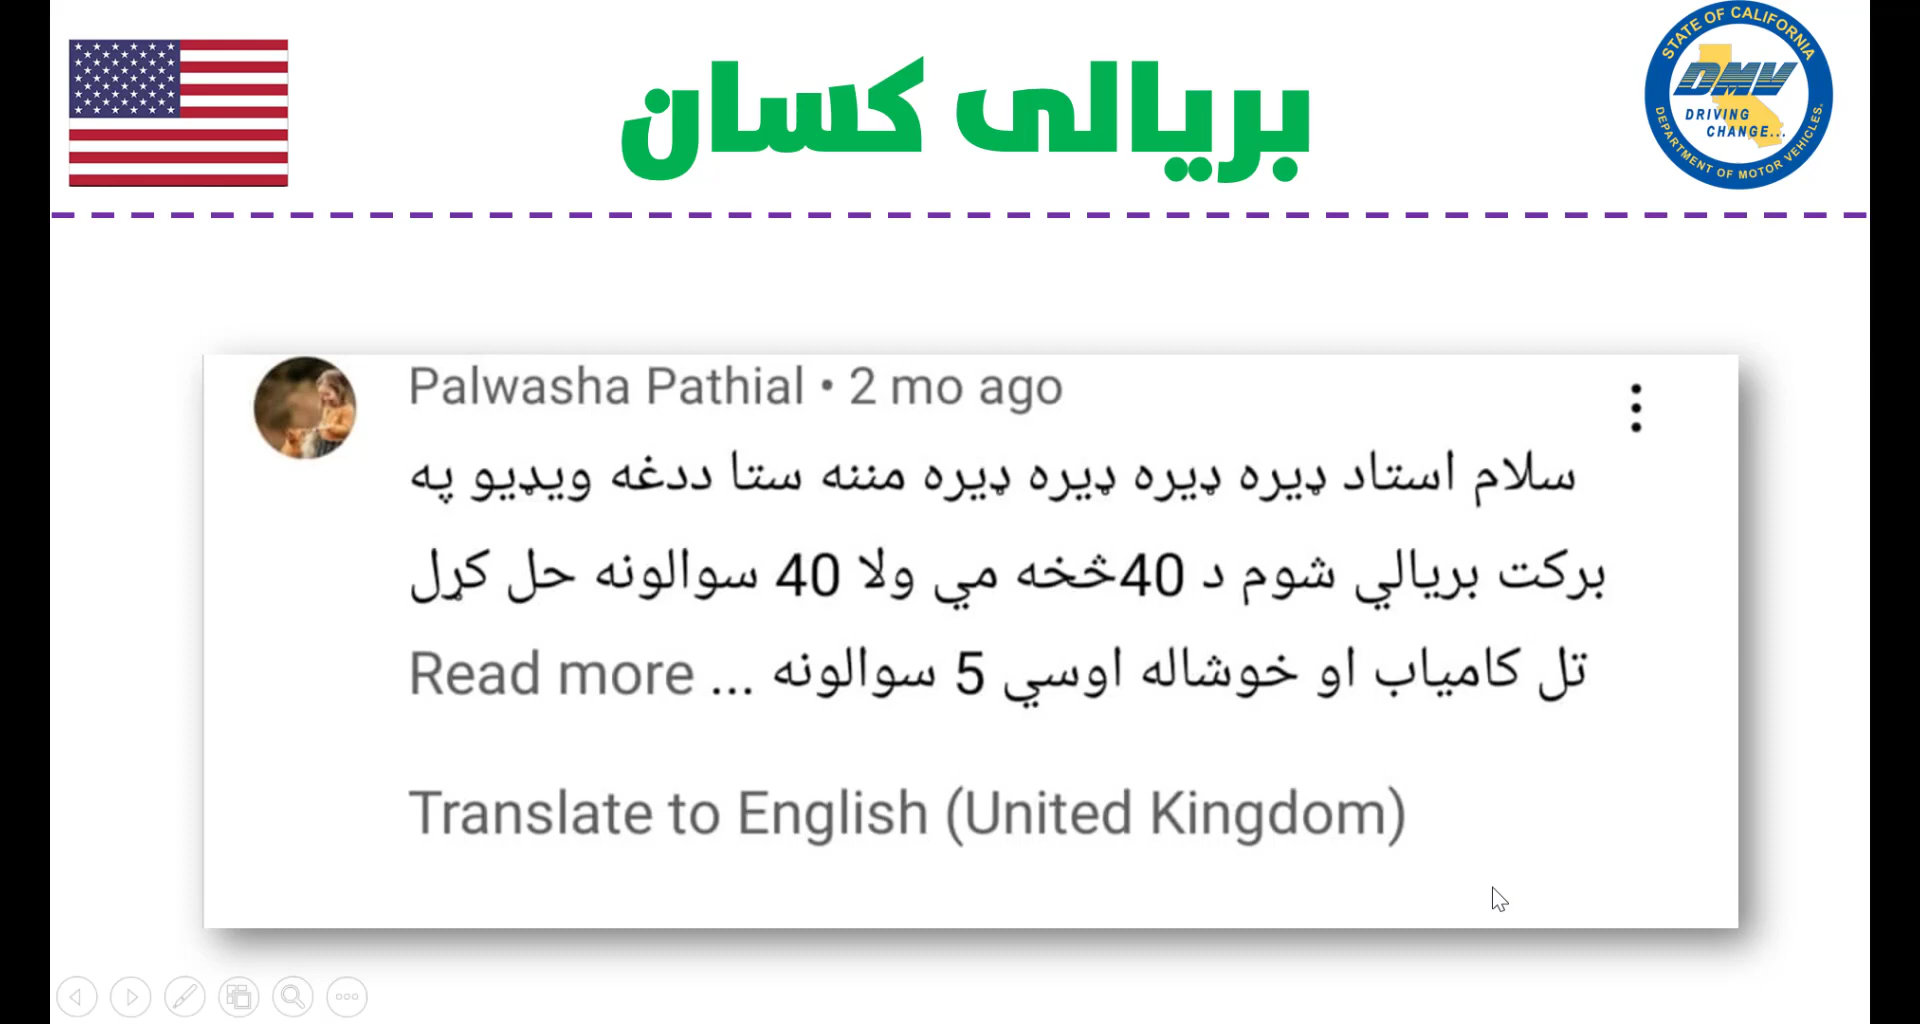 بریالی کسان
STATE OF CALIFORNIA
DMV
DRIVING
CHANGE...
DEPARTMENT OF MOTOR VEHICLES.
Palwasha Pathial • 2 mo ago
سلام استاد ډیره ډیره ډیره ډیره مننه ستا ددغه ویډیو په
برکت بریالي شوم د 40څخه مي ولا 40 سوالونه حل کړل
تل کامیاب او خوشاله اوسي 5 سوالونه ... Read more
Translate to English (United Kingdom)